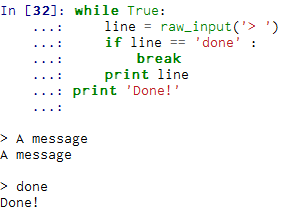 In [32]: while True:
   ...:     line = raw_input('> ')
   ...:     if line == 'done' :
   ...:         break
   ...:     print line
   ...: print 'Done!'
   ...:

> A message
A message

> done
Done!